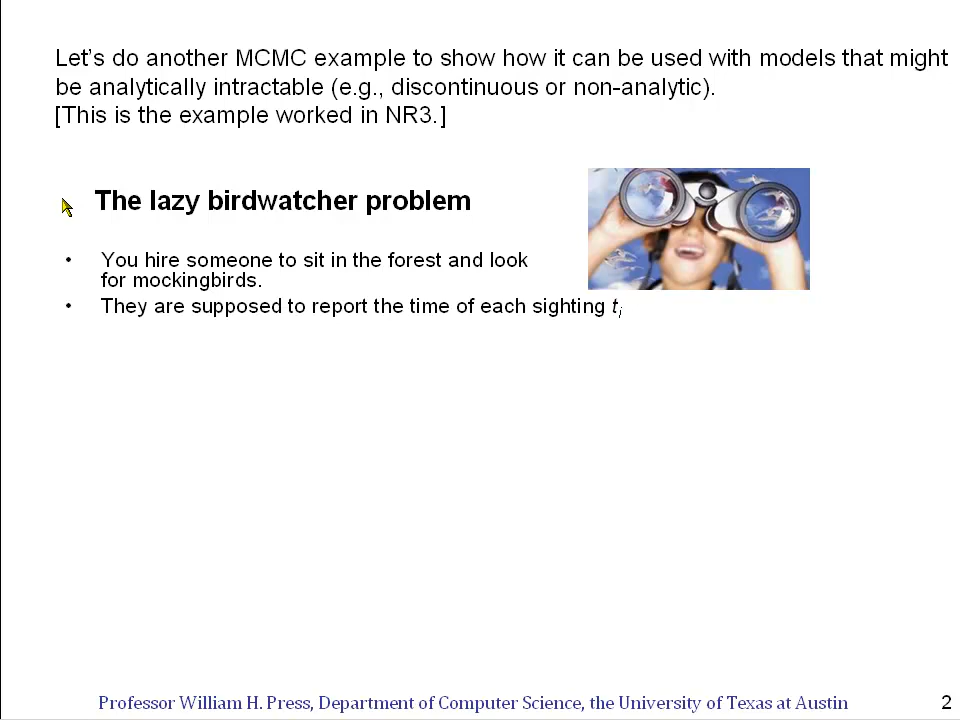 Let's do another MCMC example to show how it can be used with models that might
be analytically intractable (e.g., discontinuous or non-analytic).
[This is the example worked in NR3.]
The lazy birdwatcher problem
• You hire someone to sit in the forest and look
for mockingbirds.
• They are supposed to report the time of each sighting tᵢ
Professor William H. Press, Department of Computer Science, the University of Texas at Austin
2